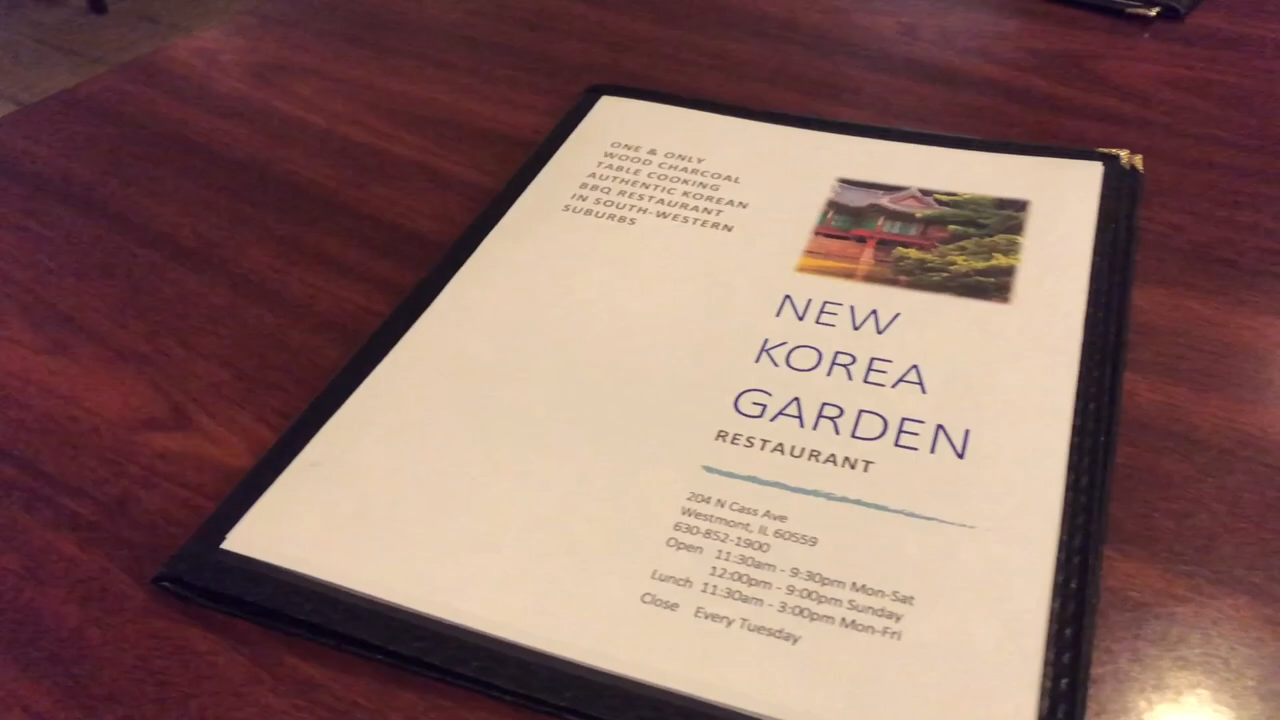 ONE & ONLY
WOOD CHARCOAL
TABLE COOKING
AUTHENTIC KOREAN
BBQ RESTAURANT
IN SOUTH-WESTERN
SUBURBS
NEW
KOREA
GARDEN
RESTAURANT
204 N Cass Ave
Westmont, IL 60559
630-852-1900
Open 11:30am - 9:30pm Mon-Sat
12:00pm - 9:00pm Sunday
Lunch 11:30am - 3:00pm Mon-Fri
Close Every Tuesday